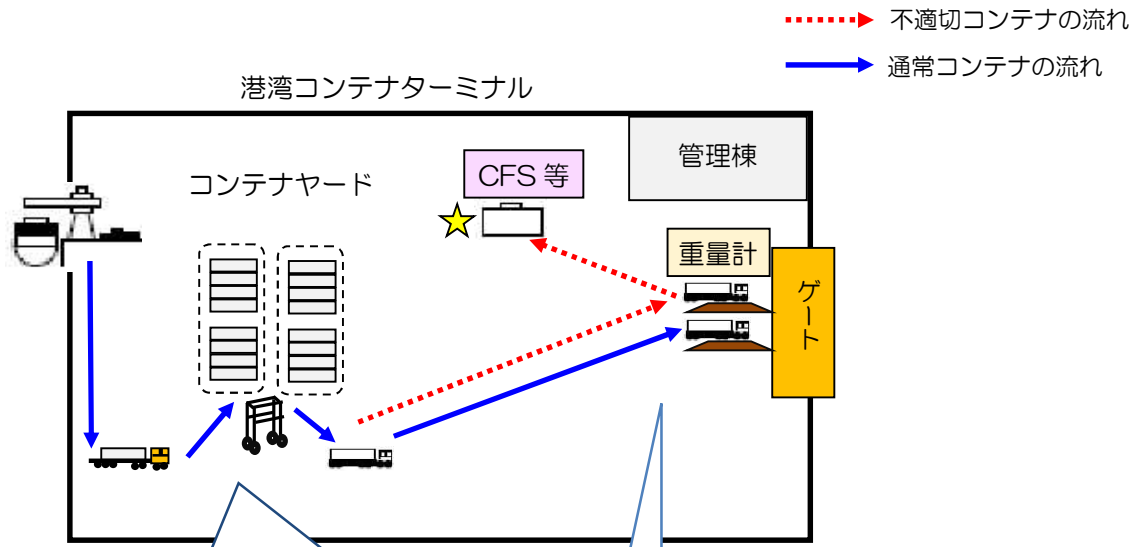 不適切コンテナの流れ
通常コンテナの流れ
港湾コンテナターミナル
管理棟
CFS 等
コンテナヤード
重量計
ゲート